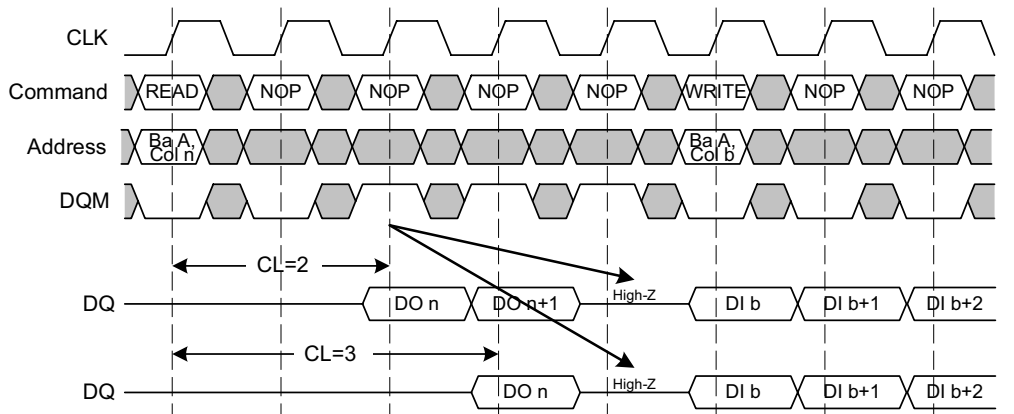 CLK
Command READ NOP NOP NOP NOP WRITE NOP NOP
Address Ba A, Col n Ba A, Col b
DQM
CL=2
DQ DO n DO n+1 High-Z DI b DI b+1 DI b+2
CL=3
DQ DO n High-Z DI b DI b+1 DI b+2